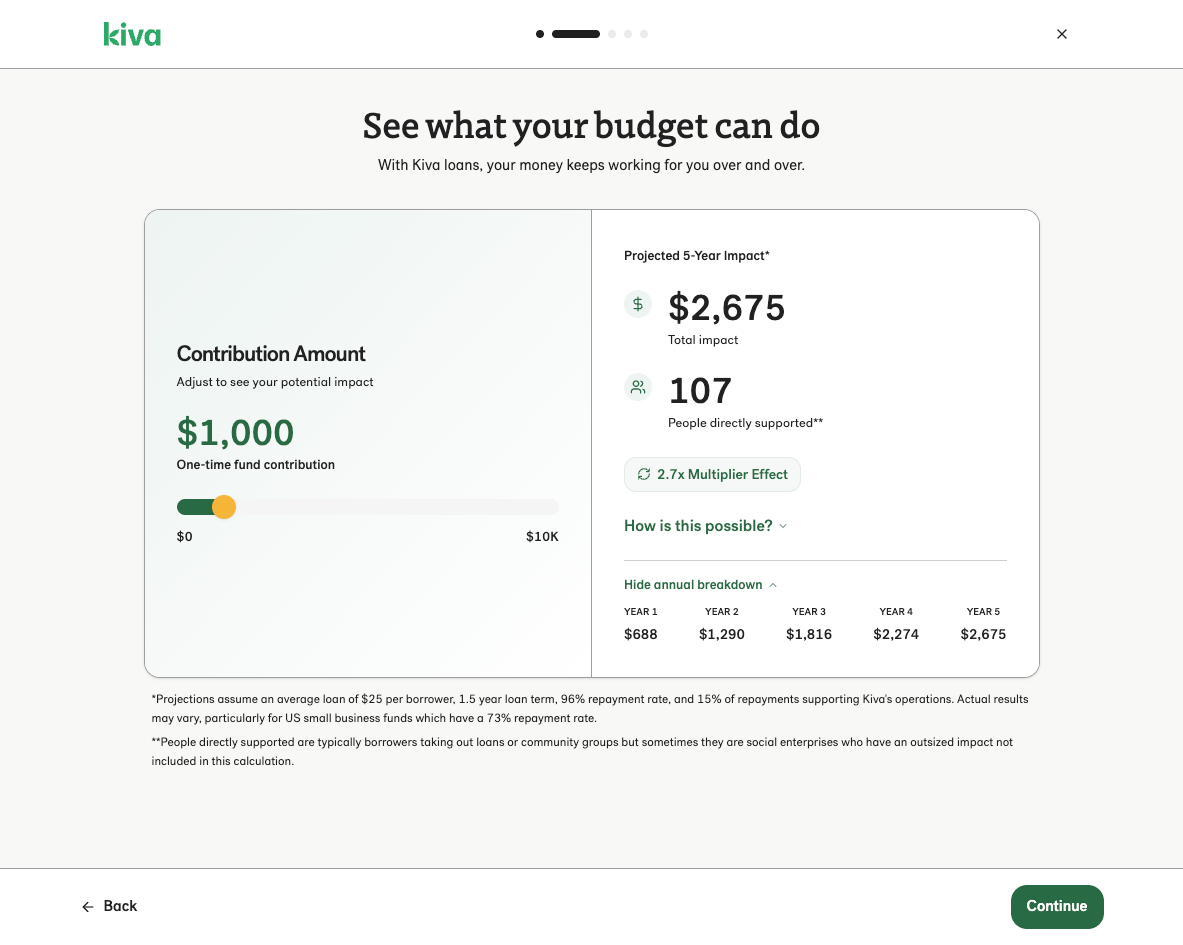 kiva
See what your budget can do
With Kiva loans, your money keeps working for you over and over.
Contribution Amount
Adjust to see your potential impact
$1,000
One-time fund contribution
$0 $10K
Projected 5-Year Impact*
$2,675
Total impact
107
People directly supported**
2.7x Multiplier Effect
How is this possible?
Hide annual breakdown
YEAR 1 YEAR 2 YEAR 3 YEAR 4 YEAR 5
$688 $1,290 $1,816 $2,274 $2,675
*Projections assume an average loan of $25 per borrower, 1.5 year loan term, 96% repayment rate, and 15% of repayments supporting Kiva's operations. Actual results
may vary, particularly for US small business funds which have a 73% repayment rate.
**People directly supported are typically borrowers taking out loans or community groups but sometimes they are social enterprises who have an outsized impact not
included in this calculation.
Back
Continue